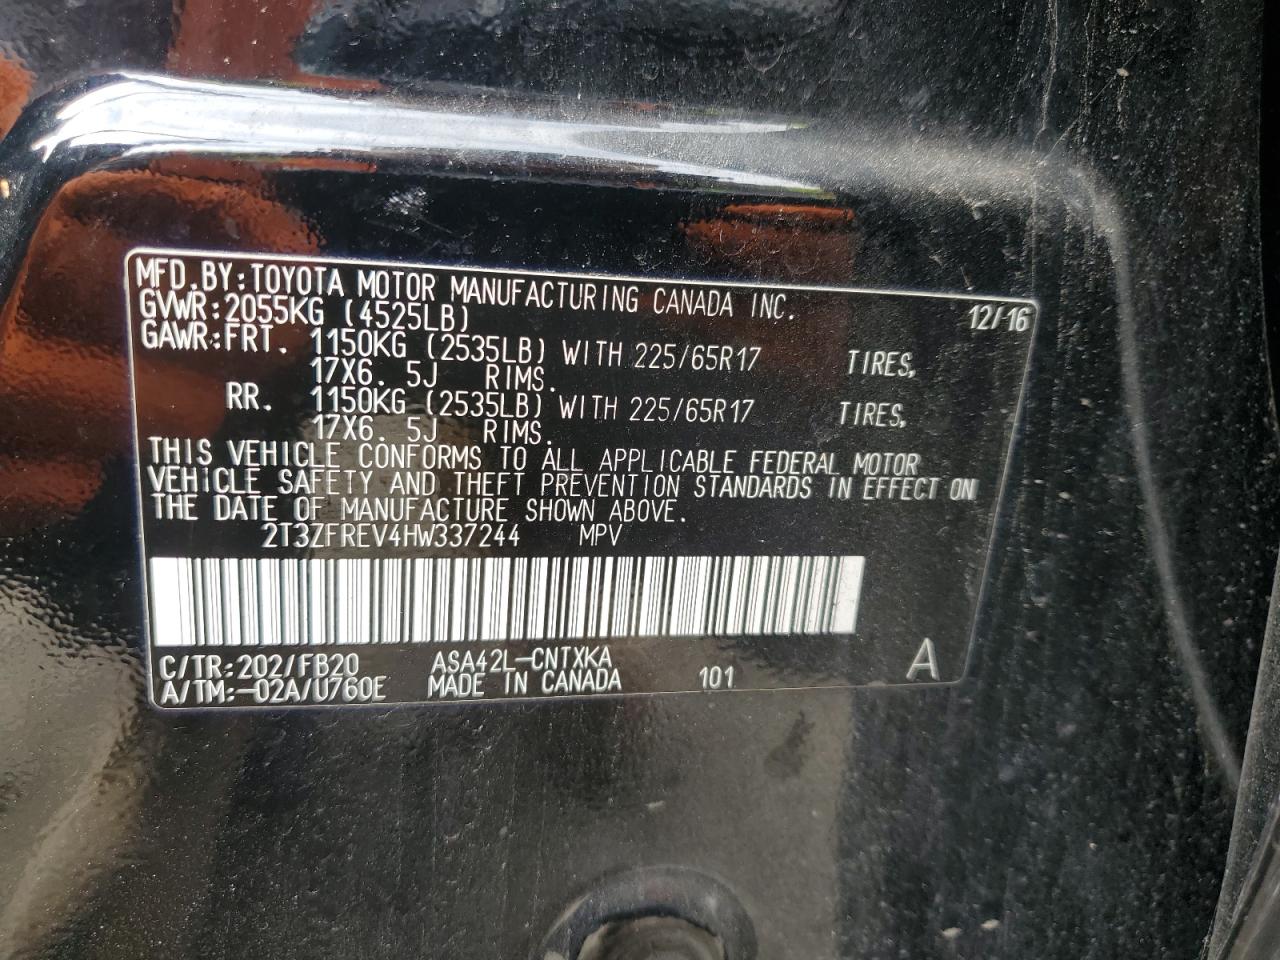 MFD.BY:TOYOTA MOTOR MANUFACTURING CANADA INC.
GVWR:2055KG (4525LB) 12/16
GAWR:FRT. 1150KG (2535LB) WITH 225/65R17 TIRES,
17X6. 5J RIMS.
RR. 1150KG (2535LB) WITH 225/65R17 TIRES,
17X6. 5J RIMS.
THIS VEHICLE CONFORMS TO ALL APPLICABLE FEDERAL MOTOR
VEHICLE SAFETY AND THEFT PREVENTION STANDARDS IN EFFECT ON
THE DATE OF MANUFACTURE SHOWN ABOVE.
2T3ZFREV4HW337244 MPV
C/TR:202/FB20 ASA42L-CNTXKA A
A/TM:-02A/U760E MADE IN CANADA 101